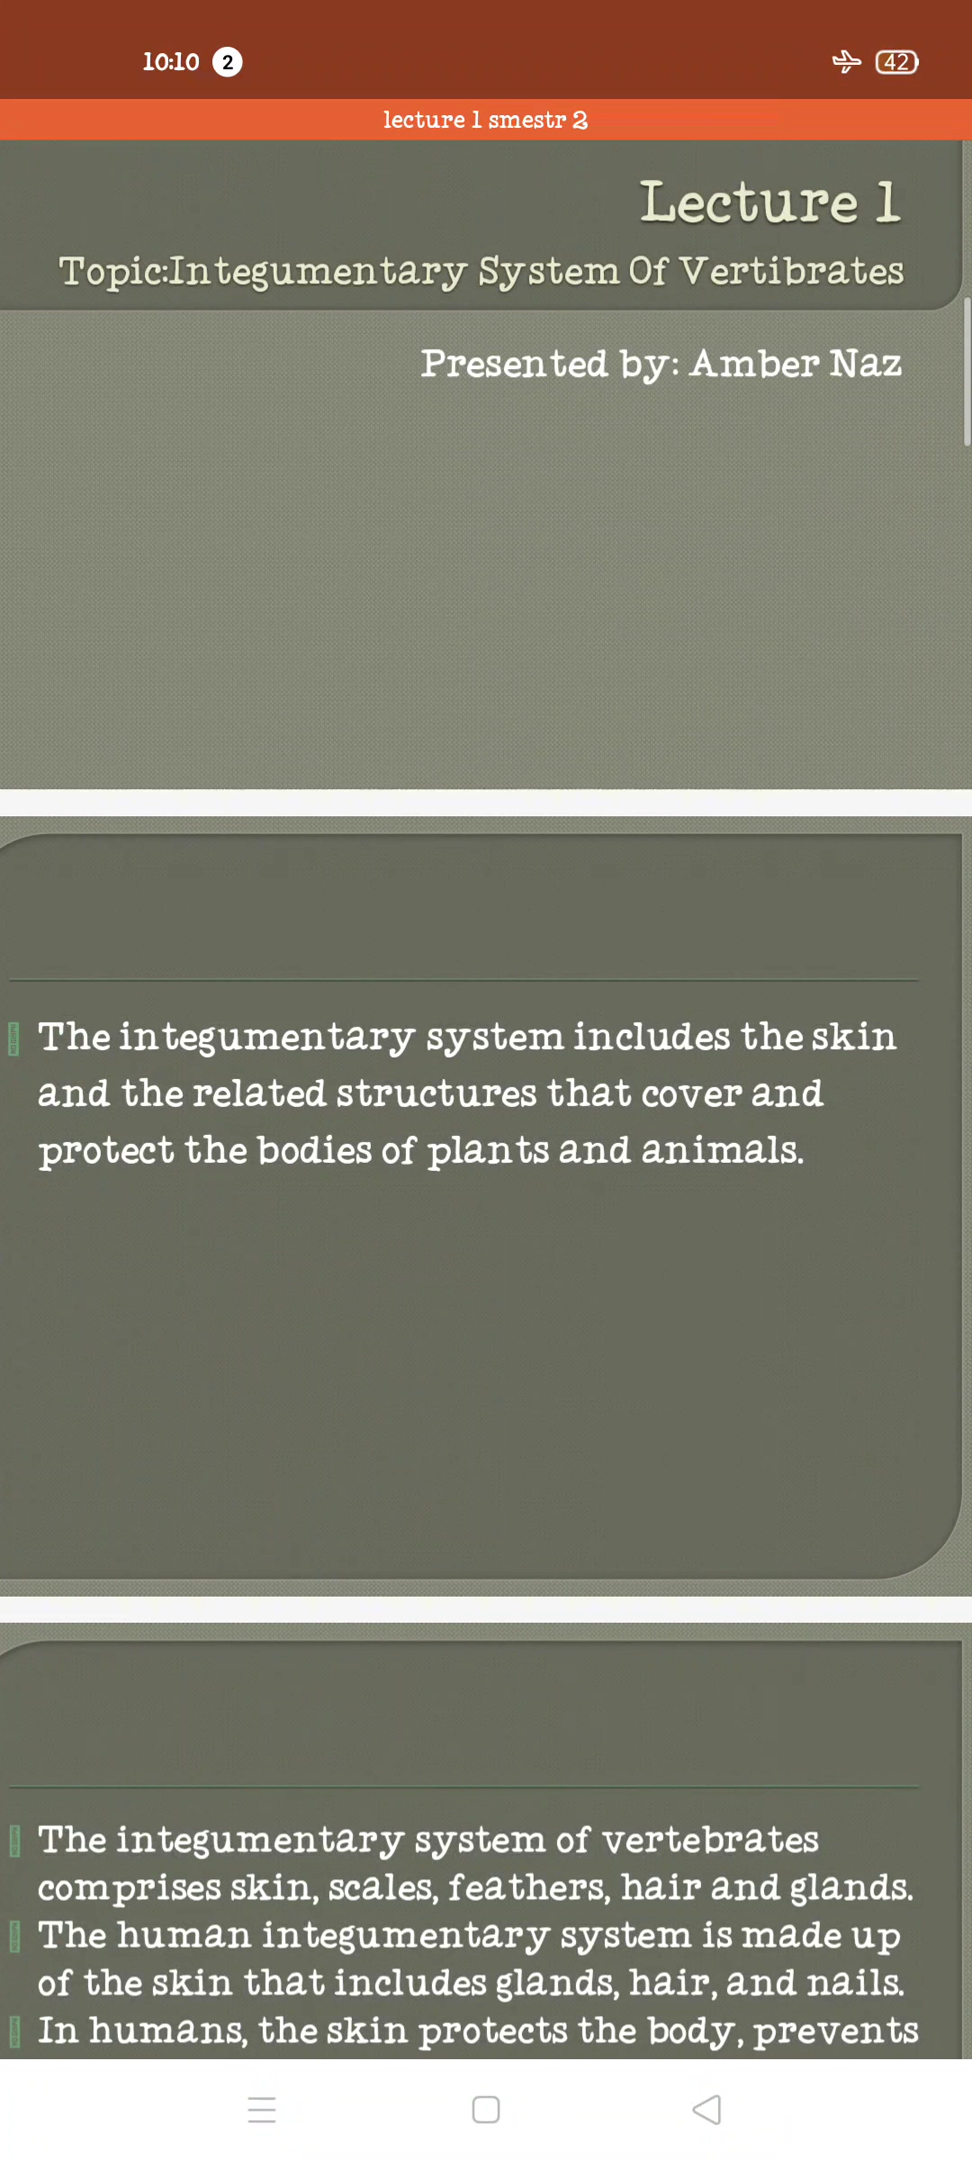 10:10 2 42
lecture 1 smestr 2
Lecture 1
Topic:Integumentary System Of Vertibrates
Presented by: Amber Naz
The integumentary system includes the skin
and the related structures that cover and
protect the bodies of plants and animals.
The integumentary system of vertebrates
comprises skin, scales, feathers, hair and glands.
The human integumentary system is made up
of the skin that includes glands, hair, and nails.
In humans, the skin protects the body, prevents